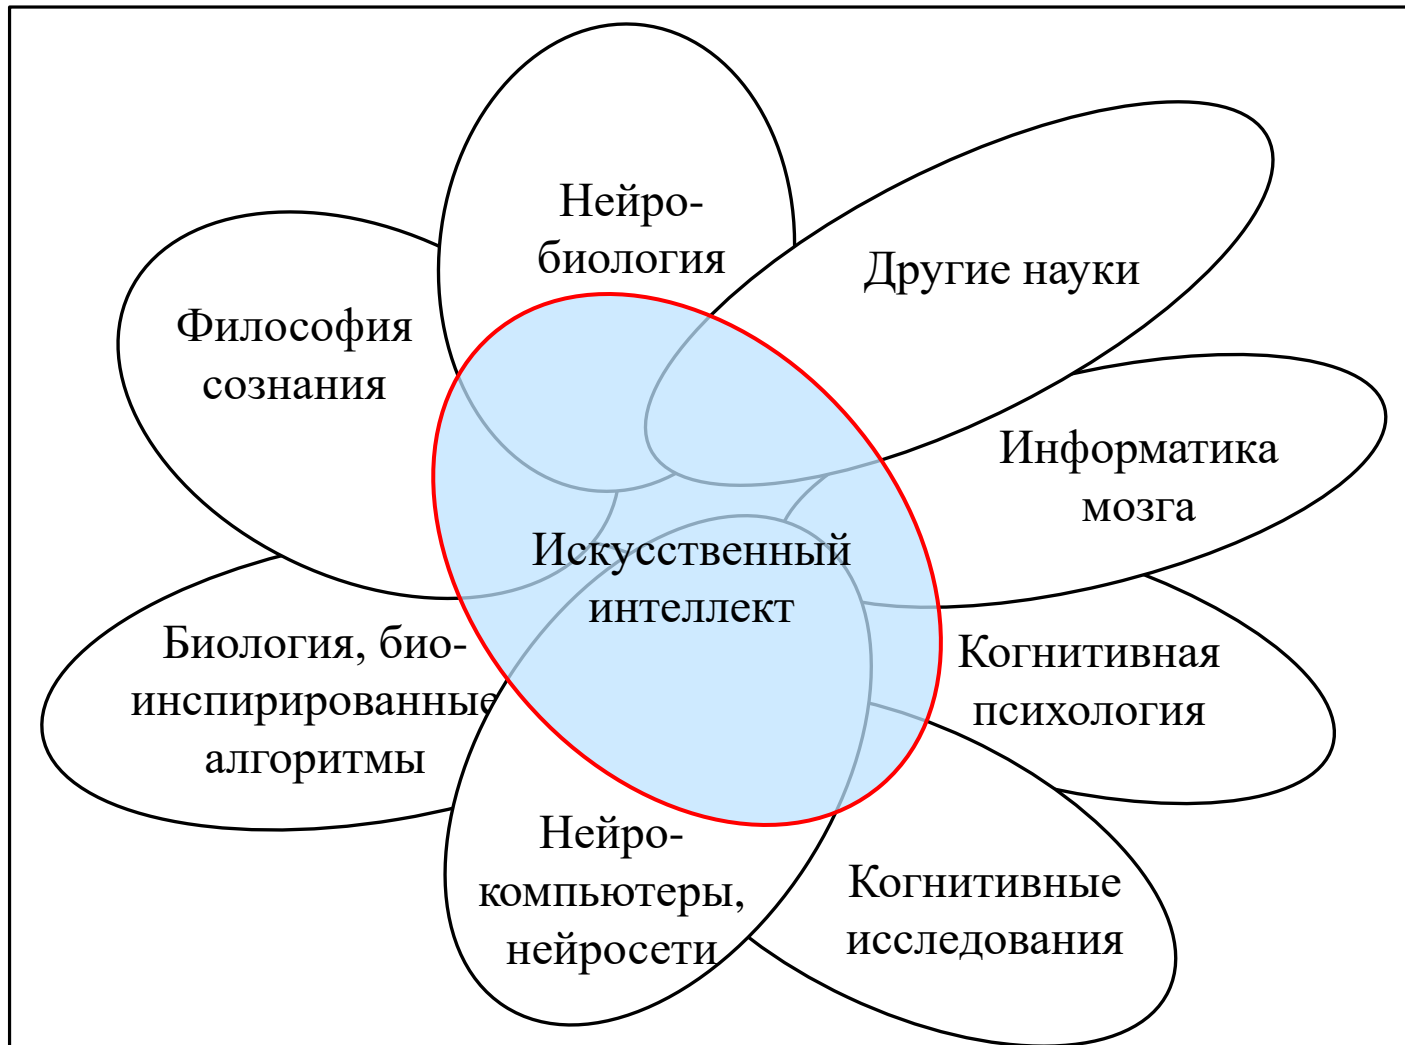 Нейро-
биология
Другие науки
Философия
сознания
Информатика
мозга
Искусственный
интеллект
Биология, био-
инспирированные
алгоритмы
Когнитивная
психология
Нейро-
компьютеры,
нейросети
Когнитивные
исследования